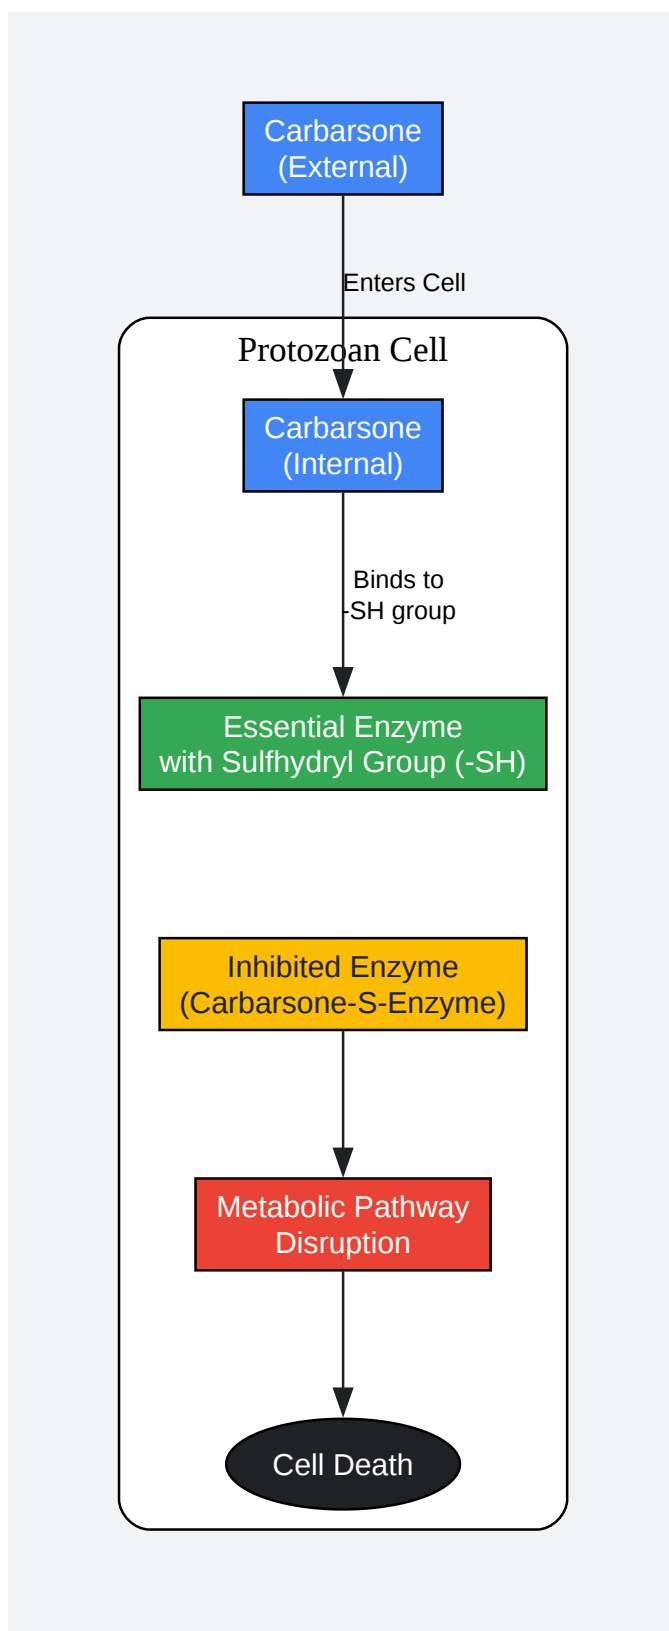 Carbarsone
(External)
Enters Cell
Protozoan Cell
Carbarsone
(Internal)
Binds to
-SH group
Essential Enzyme
with Sulfhydryl Group (-SH)
Inhibited Enzyme
(Carbarsone-S-Enzyme)
Metabolic Pathway
Disruption
Cell Death